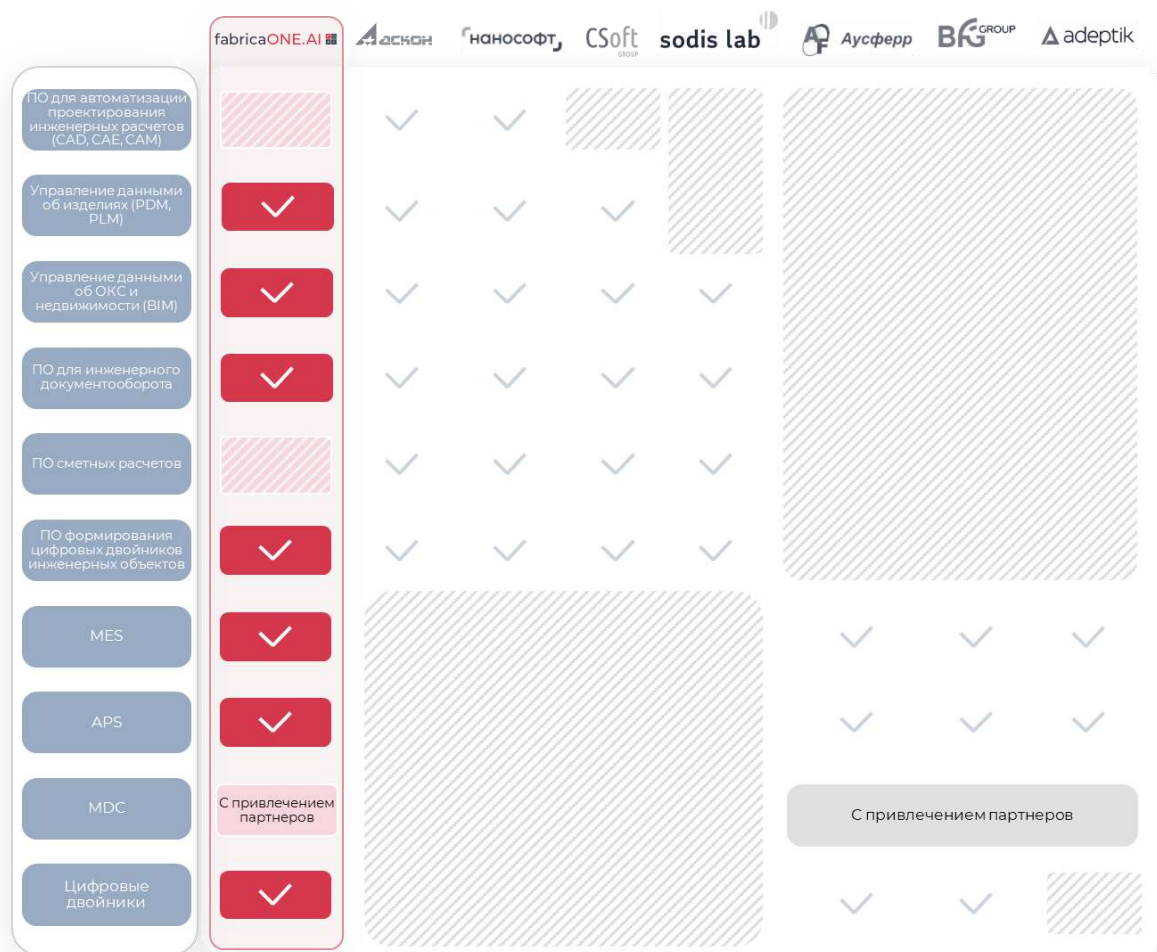 fabricaONE.AI
Аскон
нанософт
CSoft
GROUP
sodis lab
AF Аусферр
BFG GROUP
adeptik
ПО для автоматизации
проектирования
инженерных расчетов
(CAD, CAE, CAM)
Управление данными
об изделиях (PDM,
PLM)
Управление данными
об ОКС и
недвижимости (BIM)
ПО для инженерного
документооборота
ПО сметных расчетов
ПО формирования
цифровых двойников
инженерных объектов
MES
APS
MDC
С привлечением
партнеров
С привлечением партнеров
Цифровые
двойники